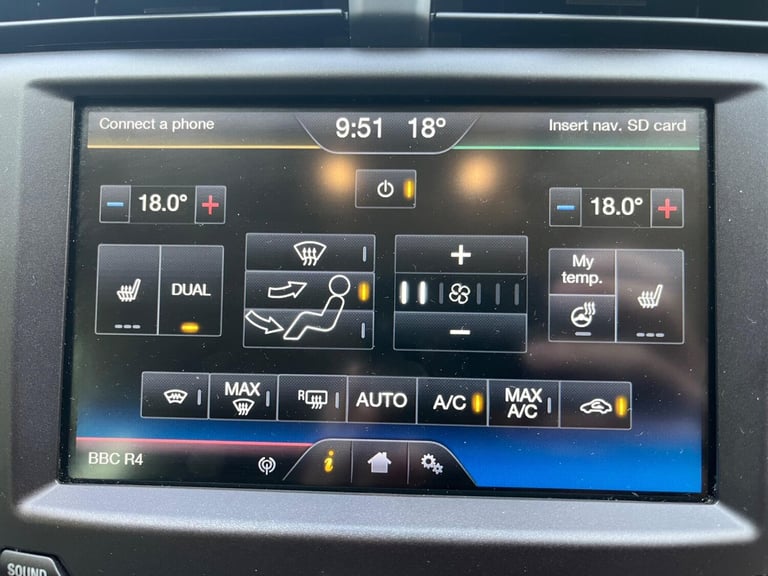 Connect a phone
9:51 18°
Insert nav. SD card
− 18.0° +
− 18.0° +
DUAL
+
−
My
temp.
MAX
R
AUTO
A/C
MAX
A/C
BBC R4
i
SOUND